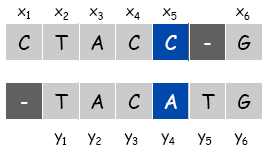 x₁ x₂ x₃ x₄ x₅ x₆
C T A C C - G
- T A C A T G
y₁ y₂ y₃ y₄ y₅ y₆